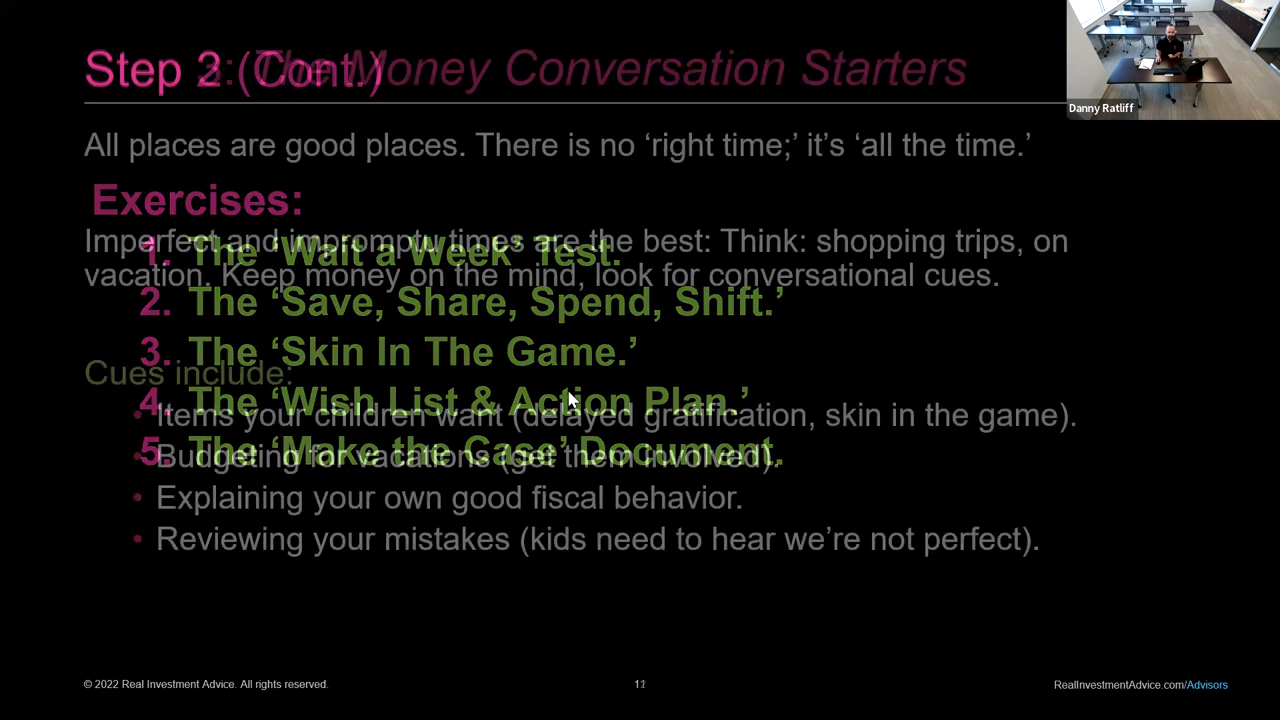 Step 2: The Money Conversation Starters
Step 2 (Cont.)
Danny Ratliff
All places are good places. There is no ‘right time;’ it’s ‘all the time.’
Imperfect and impromptu times are the best: Think: shopping trips, on
vacation. Keep money on the mind, look for conversational cues.
Cues include:
• Items your children want (delayed gratification, skin in the game).
• Budgeting for vacations (get them involved).
• Explaining your own good fiscal behavior.
• Reviewing your mistakes (kids need to hear we’re not perfect).
Exercises:
1. The ‘Wait a Week’ Test.
2. The ‘Save, Share, Spend, Shift.’
3. The ‘Skin In The Game.’
4. The ‘Wish List & Action Plan.’
5. The ‘Make the Case’ Document.
© 2022 Real Investment Advice. All rights reserved.
RealInvestmentAdvice.com/Advisors